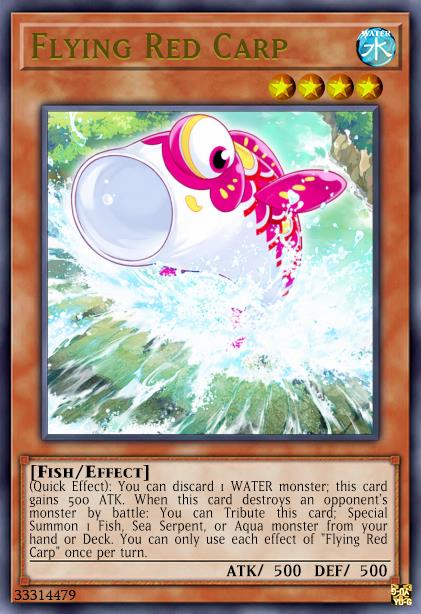 Flying Red Carp
WATER
水
[Fish/Effect]
(Quick Effect): You can discard 1 WATER monster; this card
gains 500 ATK. When this card destroys an opponent's
monster by battle: You can Tribute this card; Special
Summon 1 Fish, Sea Serpent, or Aqua monster from your
hand or Deck. You can only use each effect of "Flying Red
Carp" once per turn.
ATK/ 500 DEF/ 500
33314479